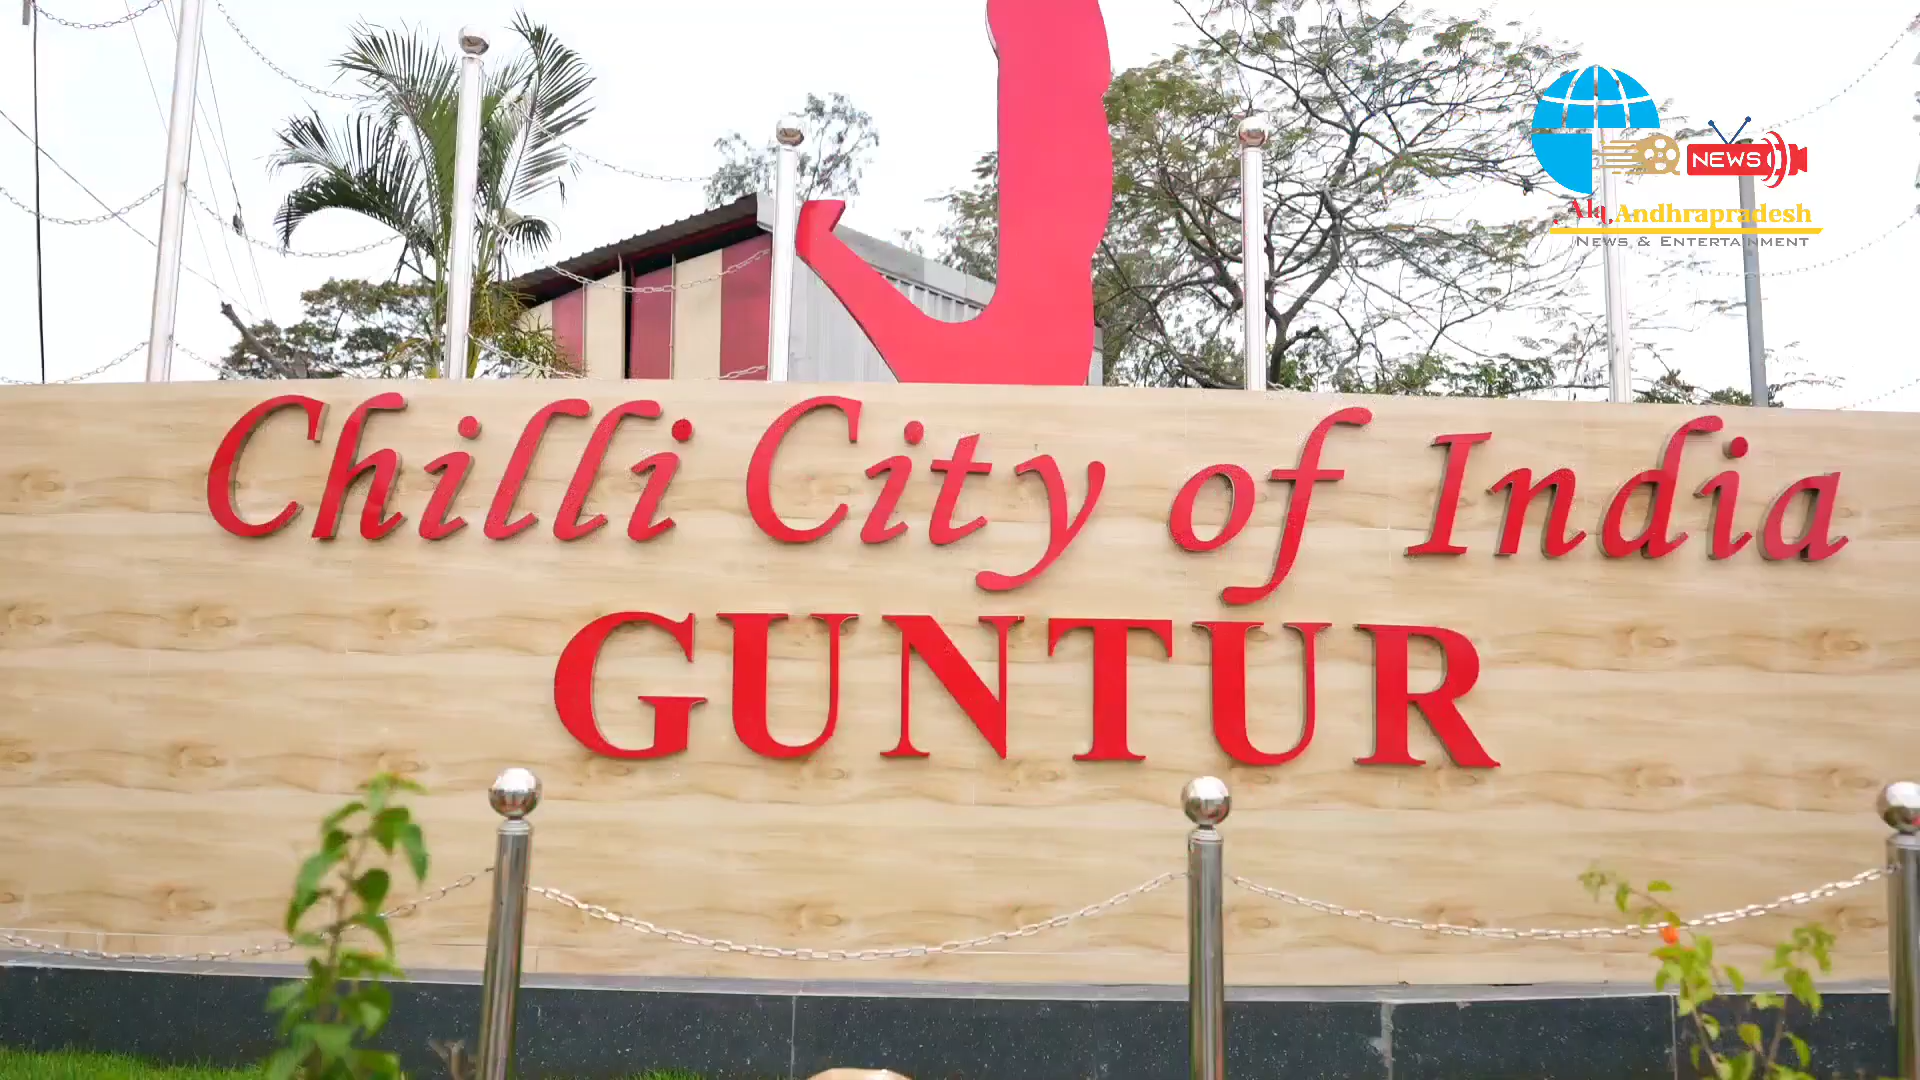 NEWS
Andhrapradesh
NEWS & ENTERTAINMENT
Chilli City of India
GUNTUR